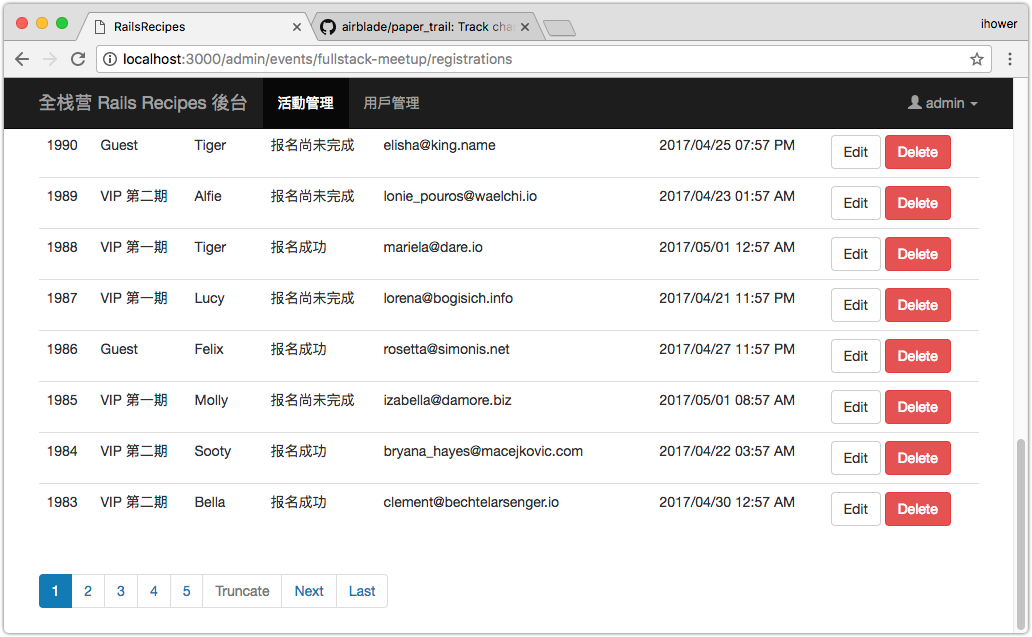 RailsRecipes
airblade/paper_trail: Track cha
ihower
localhost:3000/admin/events/fullstack-meetup/registrations
全栈营 Rails Recipes 後台 活動管理 用戶管理 admin
1990 Guest Tiger 报名尚未完成 elisha@king.name 2017/04/25 07:57 PM Edit Delete
1989 VIP 第二期 Alfie 报名尚未完成 lonie_pouros@waelchi.io 2017/04/23 01:57 AM Edit Delete
1988 VIP 第一期 Tiger 报名成功 mariela@dare.io 2017/05/01 12:57 AM Edit Delete
1987 VIP 第一期 Lucy 报名尚未完成 lorena@bogisich.info 2017/04/21 11:57 PM Edit Delete
1986 Guest Felix 报名成功 rosetta@simonis.net 2017/04/27 11:57 PM Edit Delete
1985 VIP 第一期 Molly 报名尚未完成 izabella@damore.biz 2017/05/01 08:57 AM Edit Delete
1984 VIP 第二期 Sooty 报名成功 bryana_hayes@macejkovic.com 2017/04/22 03:57 AM Edit Delete
1983 VIP 第二期 Bella 报名成功 clement@bechtelarsenger.io 2017/04/30 12:57 AM Edit Delete
1 2 3 4 5 Truncate Next Last